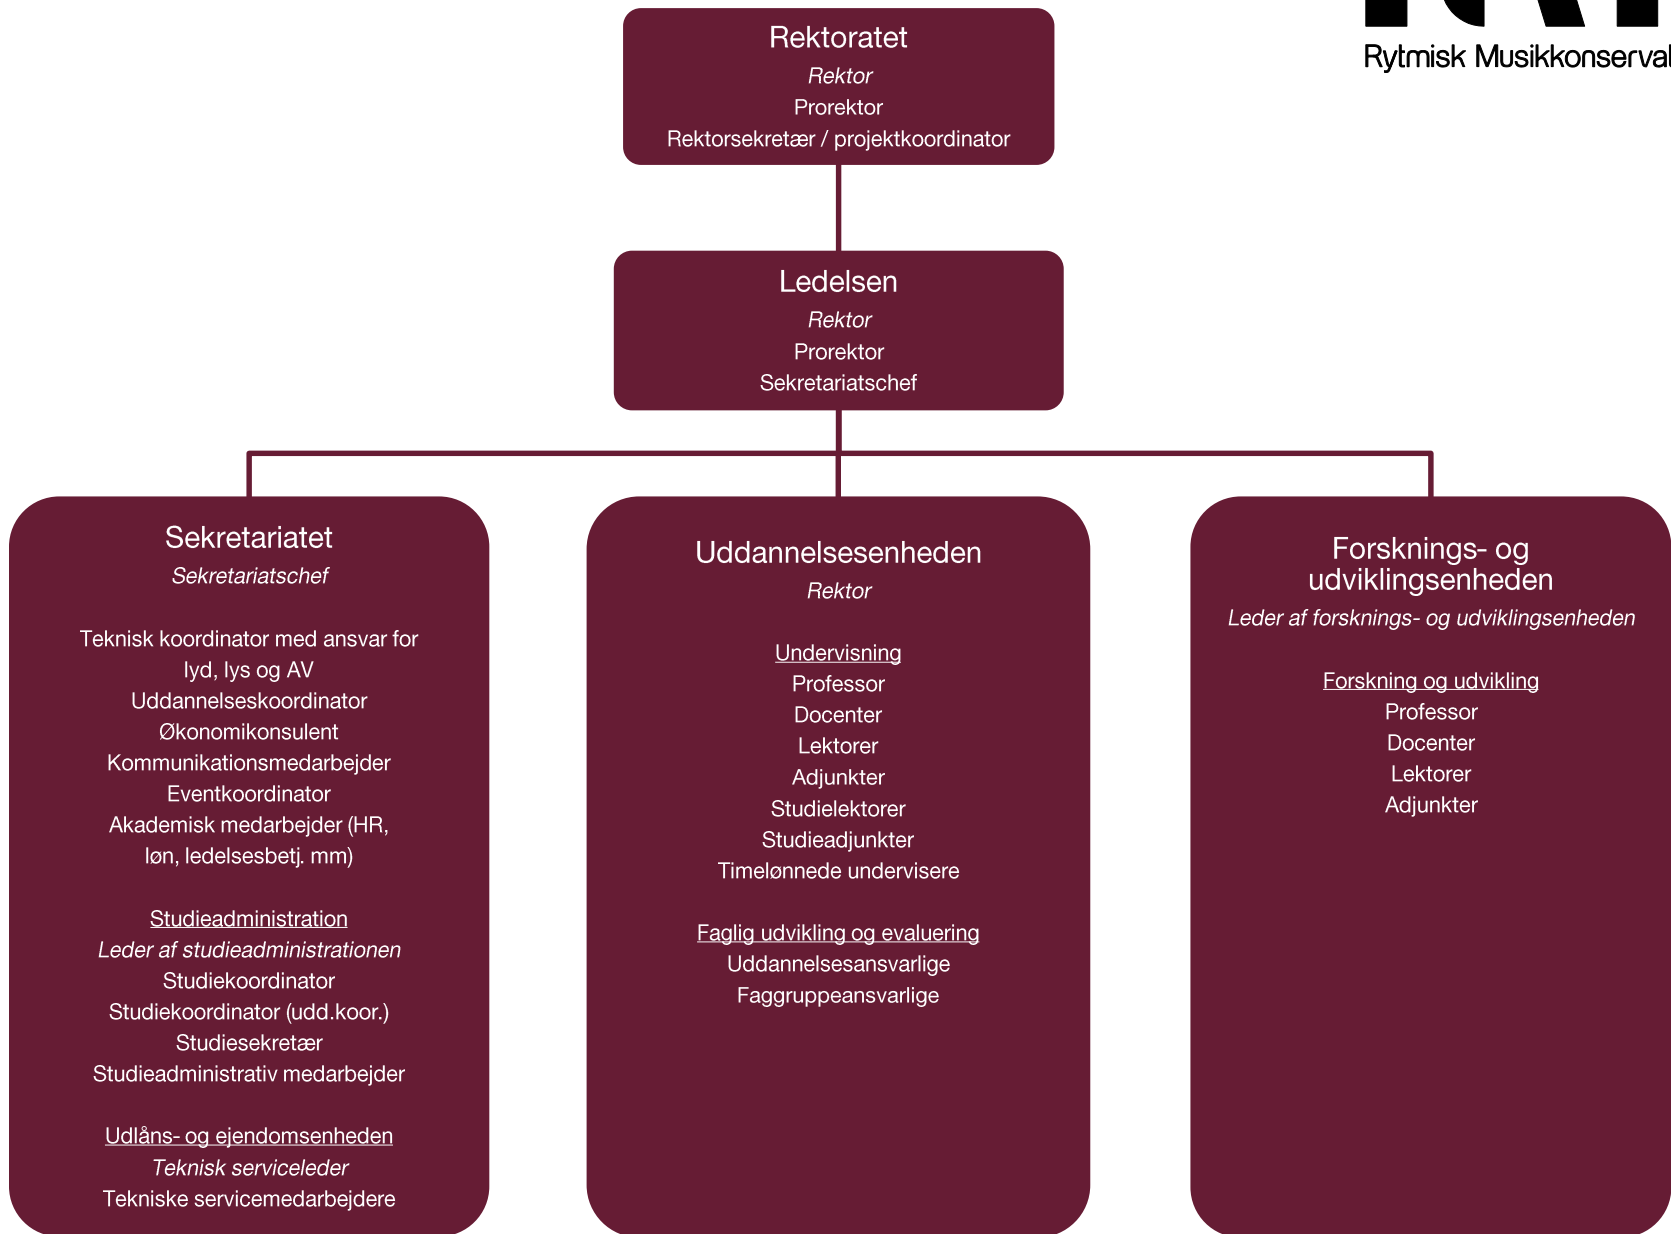 Rytmisk
Rektoratet
Rektor
Prorektor
Rektorsekretær / projektkoordinator
Ledelsen
Rektor
Prorektor
Sekretariatschef
Sekretariatet
Sekretariatschef
Teknisk koordinator med ansvar for
lyd, lys og AV
Uddannelseskoordinator
Økonomikonsulent
Kommunikationsmedarbejder
Eventkoordinator
Akademisk medarbejder (HR,
løn, ledelsesbetj. mm)
Studieadministration
Leder af studieadministrationen
Studiekoordinator
Studiekoordinator (udd.koor.)
Studiesekretær
Studieadministrativ medarbejder
Udlåns- og ejendomsenheden
Teknisk serviceleder
Tekniske servicemedarbejdere
Uddannelsesenheden
Rektor
Undervisning
Professor
Docenter
Lektorer
Adjunkter
Studielektorer
Studieadjunkter
Timelønnede undervisere
Faglig udvikling og evaluering
Uddannelsesansvarlige
Faggruppeansvarlige
Forsknings- og
udviklingsenheden
Leder af forsknings- og udviklingsenheden
Forskning og udvikling
Professor
Docenter
Lektorer
Adjunkter